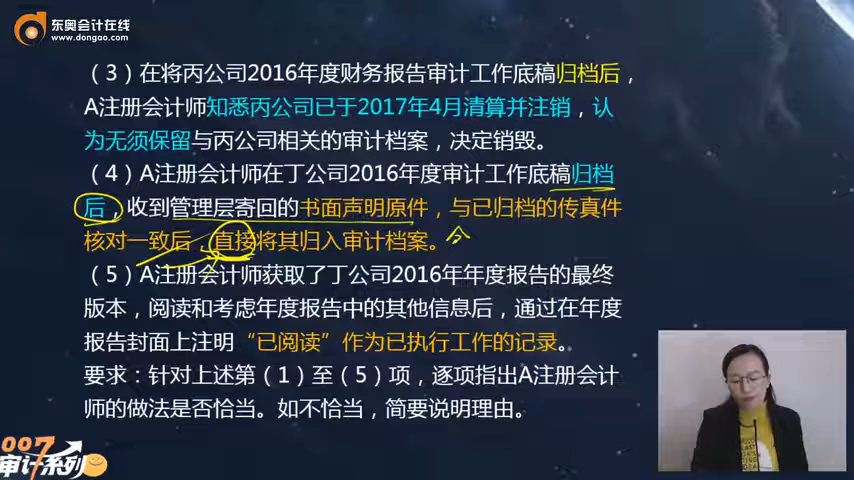 东奥会计在线
www.dongao.com
(3)在将丙公司2016年度财务报告审计工作底稿归档后,
A注册会计师知悉丙公司已于2017年4月清算并注销,认
为无须保留与丙公司相关的审计档案,决定销毁。
(4)A注册会计师在丁公司2016年度审计工作底稿归档
后,收到管理层寄回的书面声明原件,与已归档的传真件
核对一致后,直接将其归入审计档案。
(5)A注册会计师获取了丁公司2016年年度报告的最终
版本,阅读和考虑年度报告中的其他信息后,通过在年度
报告封面上注明“已阅读”作为已执行工作的记录。
要求:针对上述第(1)至(5)项,逐项指出A注册会计
师的做法是否恰当。如不恰当,简要说明理由。
007
审计系列